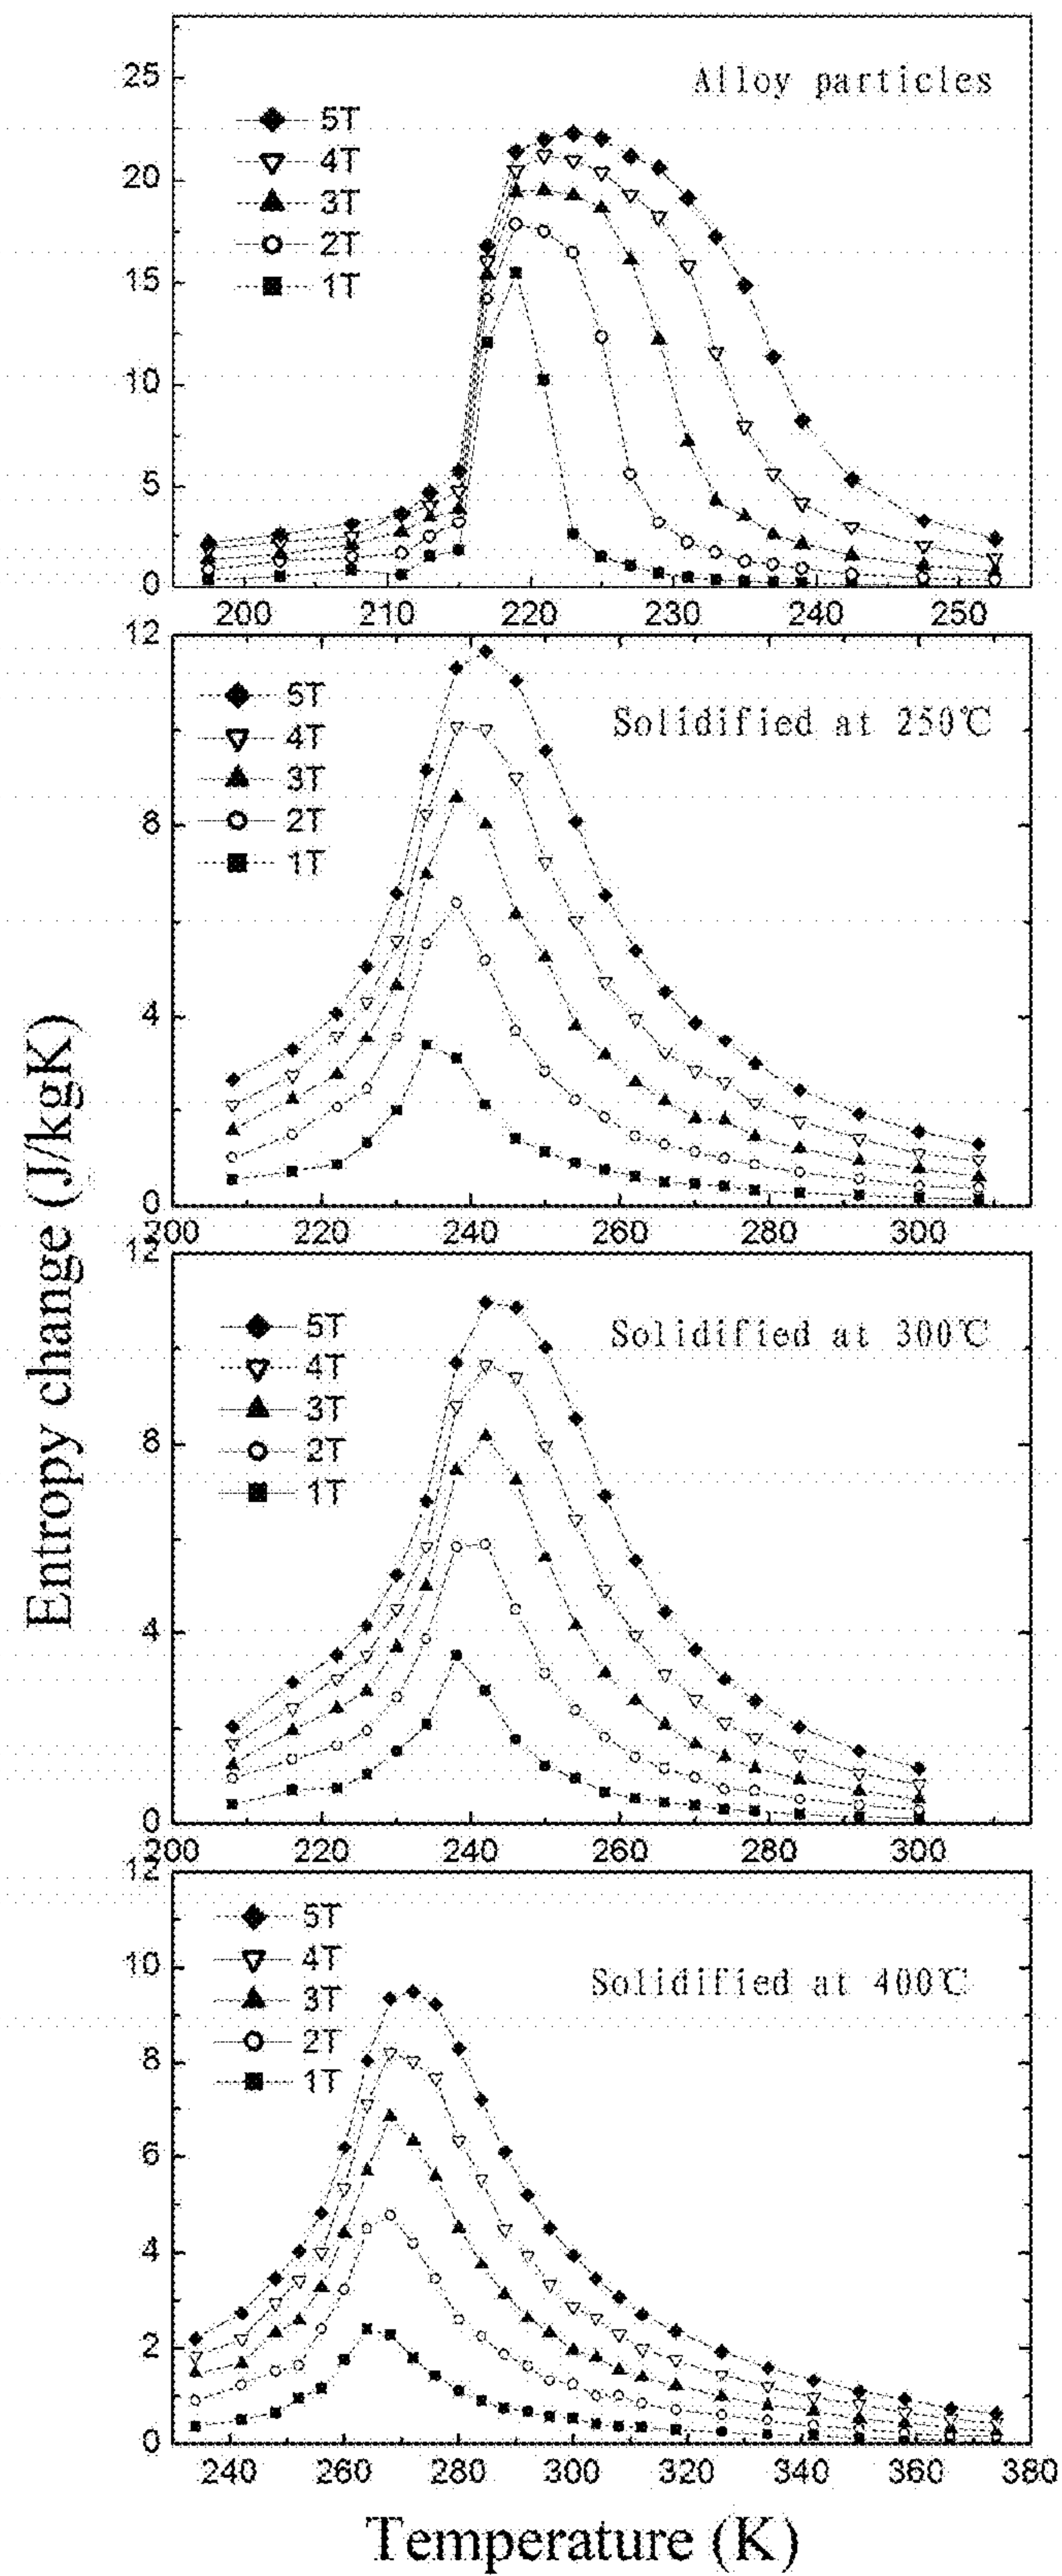 Alloy particles
25
20
15
10
5
0
5T
4T
3T
2T
1T
200 210 220 230 240 250
Solidified at 250℃
12
8
4
0
5T
4T
3T
2T
1T
200 220 240 260 280 300
Solidified at 300℃
12
8
4
0
5T
4T
3T
2T
1T
200 220 240 260 280 300
Solidified at 400℃
12
10
8
6
4
2
0
5T
4T
3T
2T
1T
240 260 280 300 320 340 360 380
Entropy change (J/kgK)
Temperature (K)